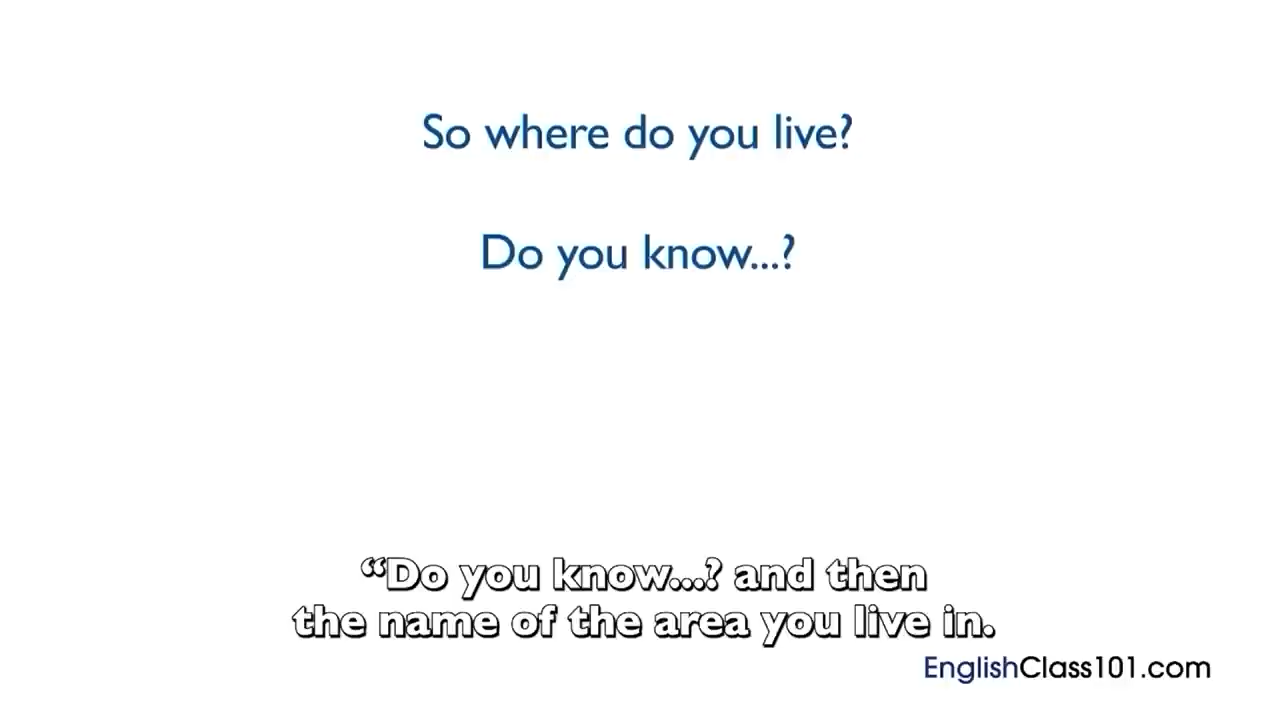 So where do you live?
Do you know...?
“Do you know...? and then
the name of the area you live in.
EnglishClass101.com